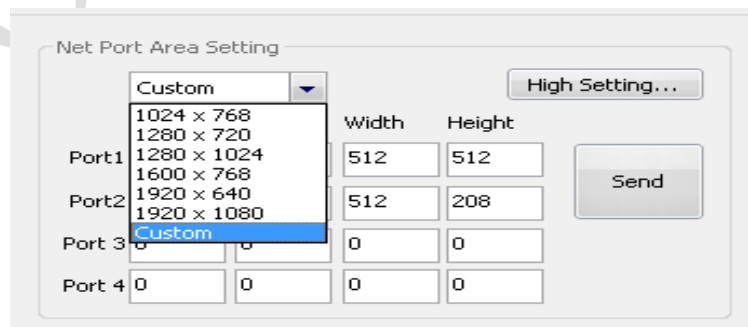 Net Port Area Setting
Custom
High Setting...
1024 x 768
1280 x 720
1280 x 1024
1600 x 768
1920 x 640
1920 x 1080
Custom
Width Height
Port1 512 512
Send
Port2 512 208
Port 3 0 0 0 0
Port 4 0 0 0 0